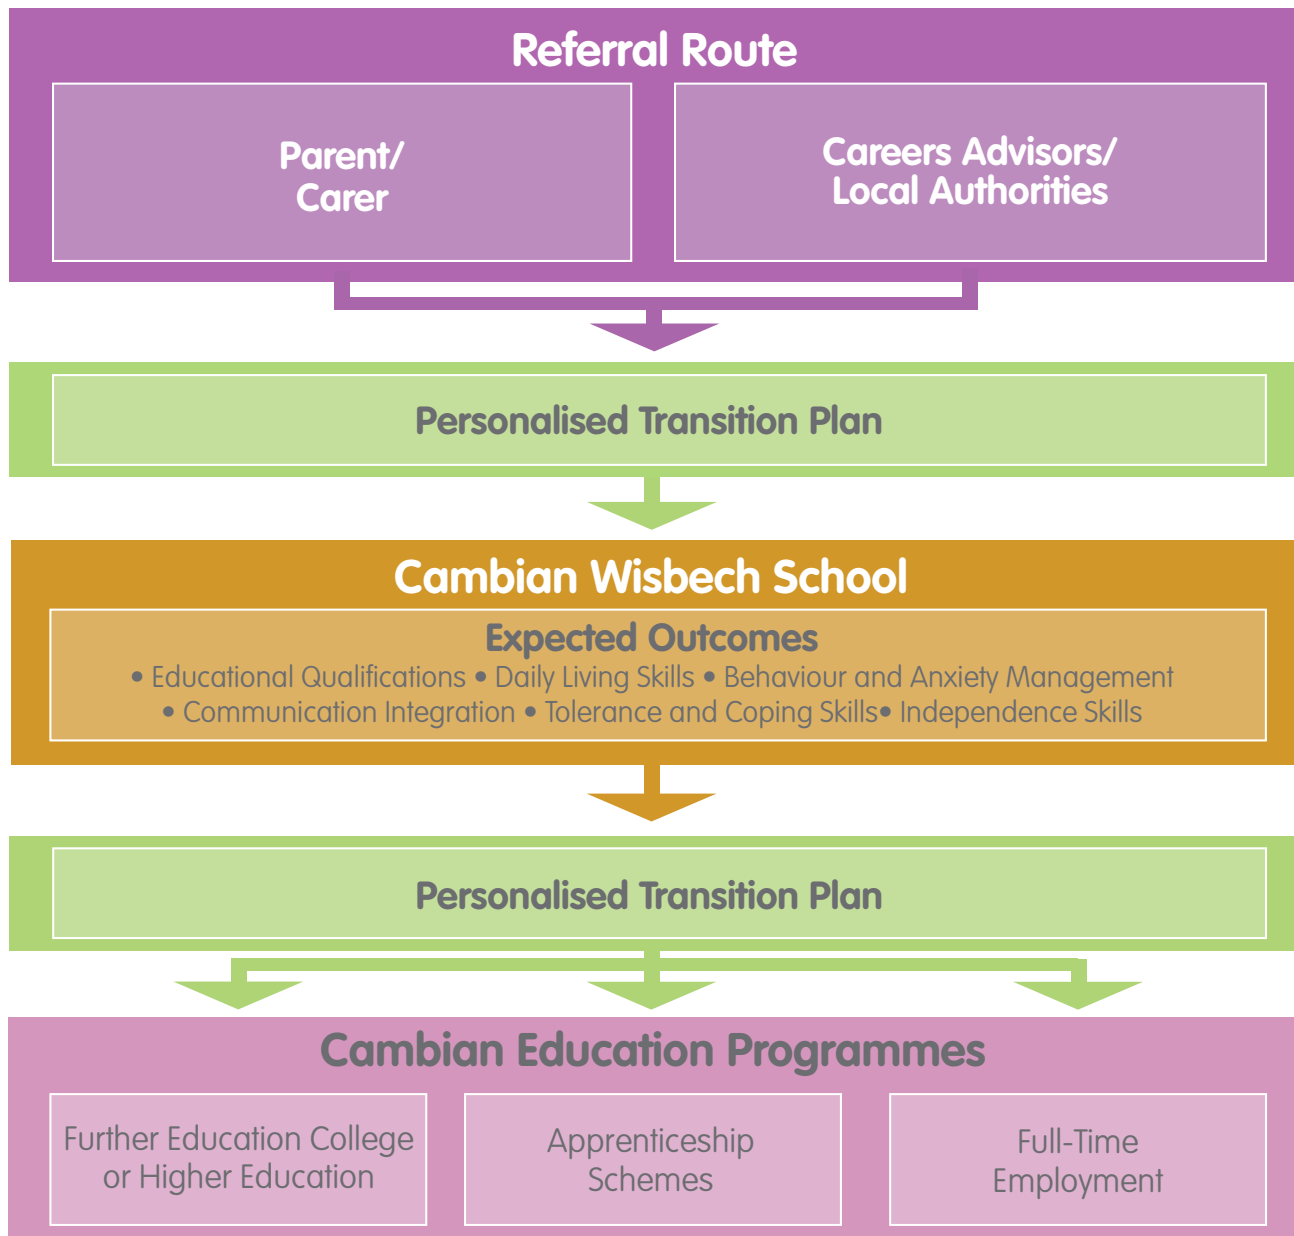 Referral Route
Parent/
Carer
Careers Advisors/
Local Authorities
Personalised Transition Plan
Cambian Wisbech School
Expected Outcomes
• Educational Qualifications • Daily Living Skills • Behaviour and Anxiety Management
• Communication Integration • Tolerance and Coping Skills• Independence Skills
Personalised Transition Plan
Cambian Education Programmes
Further Education College
or Higher Education
Apprenticeship
Schemes
Full-Time
Employment